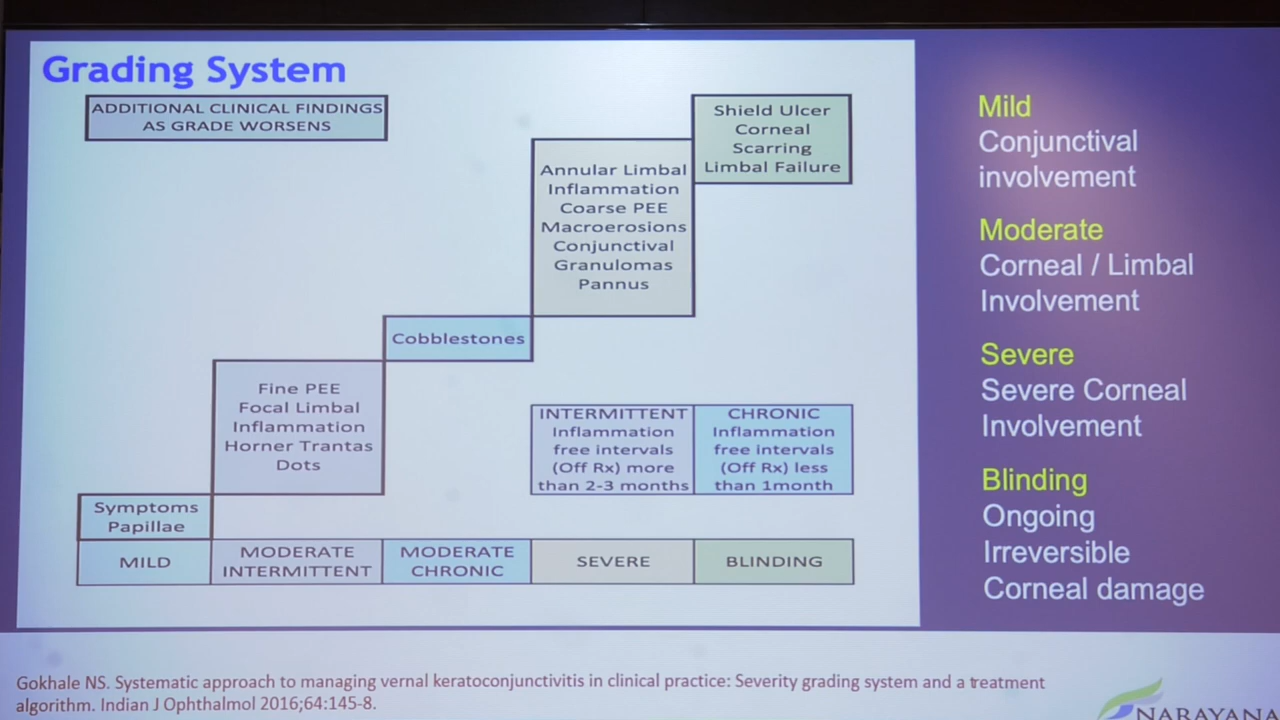 Grading System
ADDITIONAL CLINICAL FINDINGS
AS GRADE WORSENS
Shield Ulcer
Corneal
Scarring
Limbal Failure
Annular Limbal
Inflammation
Coarse PEE
Macroerosions
Conjunctival
Granulomas
Pannus
Cobblestones
Fine PEE
Focal Limbal
Inflammation
Horner Trantas
Dots
INTERMITTENT
Inflammation
free intervals
(Off Rx) more
than 2-3 months
CHRONIC
Inflammation
free intervals
(Off Rx) less
than 1month
Symptoms
Papillae
MILD
MODERATE
INTERMITTENT
MODERATE
CHRONIC
SEVERE
BLINDING
Mild
Conjunctival
involvement
Moderate
Corneal / Limbal
Involvement
Severe
Severe Corneal
Involvement
Blinding
Ongoing
Irreversible
Corneal damage
Gokhale NS. Systematic approach to managing vernal keratoconjunctivitis in clinical practice: Severity grading system and a treatment
algorithm. Indian J Ophthalmol 2016;64:145-8.
NARAYANA